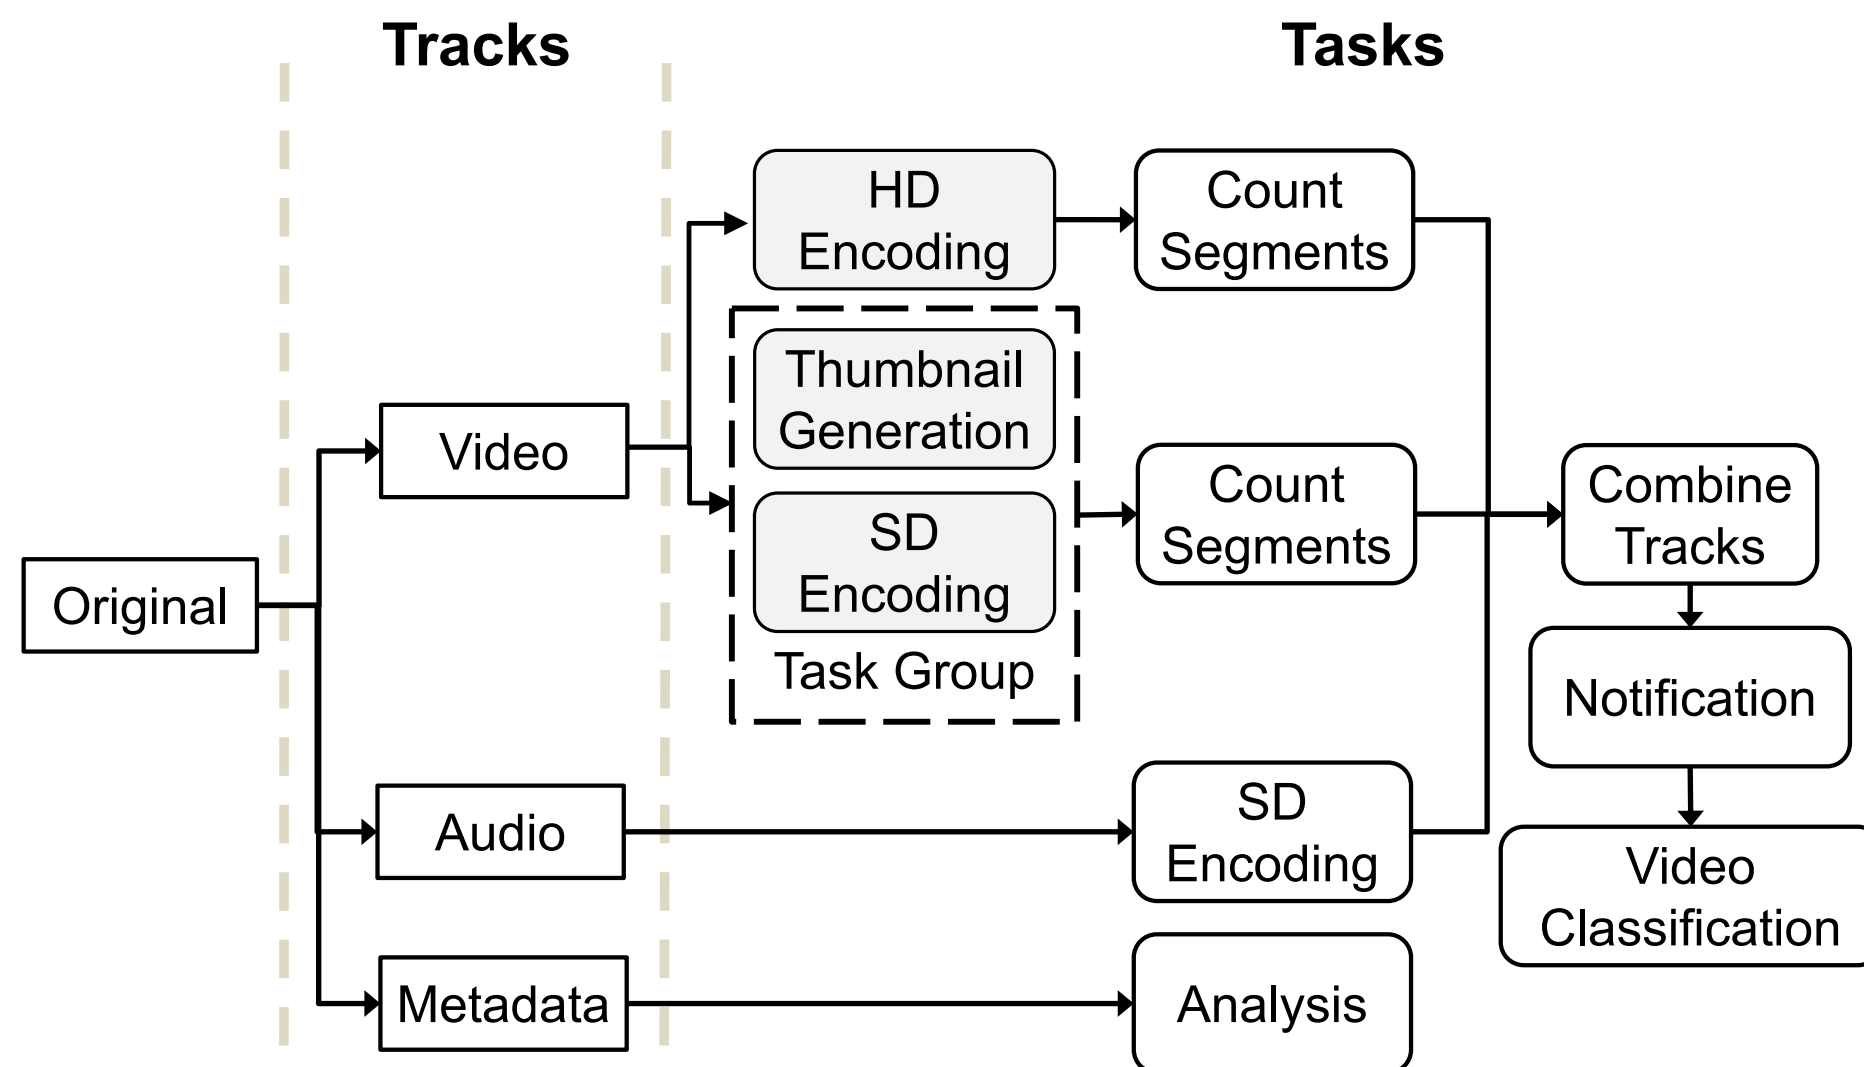 Tracks
Tasks
HD
Encoding
Count
Segments
Thumbnail
Generation
Video
SD
Encoding
Task Group
Count
Segments
Combine
Tracks
Original
Notification
Audio
SD
Encoding
Video
Classification
Metadata
Analysis